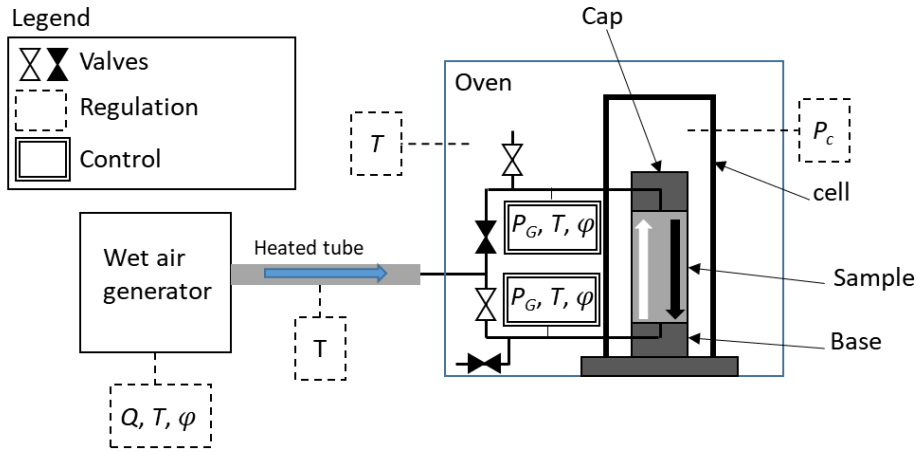 Legend
Valves
Regulation
Control
Cap
Oven
T
P_c
cell
P_G, T, φ
Heated tube
Wet air
generator
P_G, T, φ
Sample
T
Base
Q, T, φ